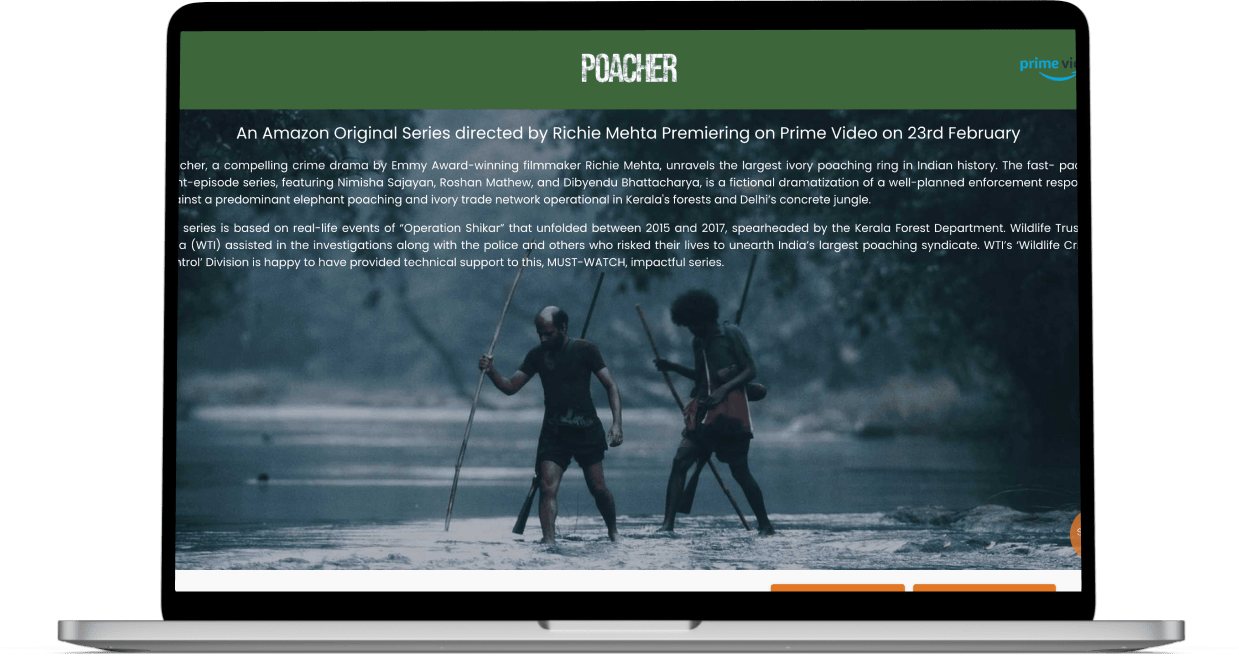 POACHER
prime vi
An Amazon Original Series directed by Richie Mehta Premiering on Prime Video on 23rd February
cher, a compelling crime drama by Emmy Award-winning filmmaker Richie Mehta, unravels the largest ivory poaching ring in Indian history. The fast- pac
ht-episode series, featuring Nimisha Sajayan, Roshan Mathew, and Dibyendu Bhattacharya, is a fictional dramatization of a well-planned enforcement respo
ainst a predominant elephant poaching and ivory trade network operational in Kerala's forests and Delhi's concrete jungle.
series is based on real-life events of “Operation Shikar” that unfolded between 2015 and 2017, spearheaded by the Kerala Forest Department. Wildlife Trus
a (WTI) assisted in the investigations along with the police and others who risked their lives to unearth India’s largest poaching syndicate. WTI’s ‘Wildlife Cri
ntrol’ Division is happy to have provided technical support to this, MUST-WATCH, impactful series.